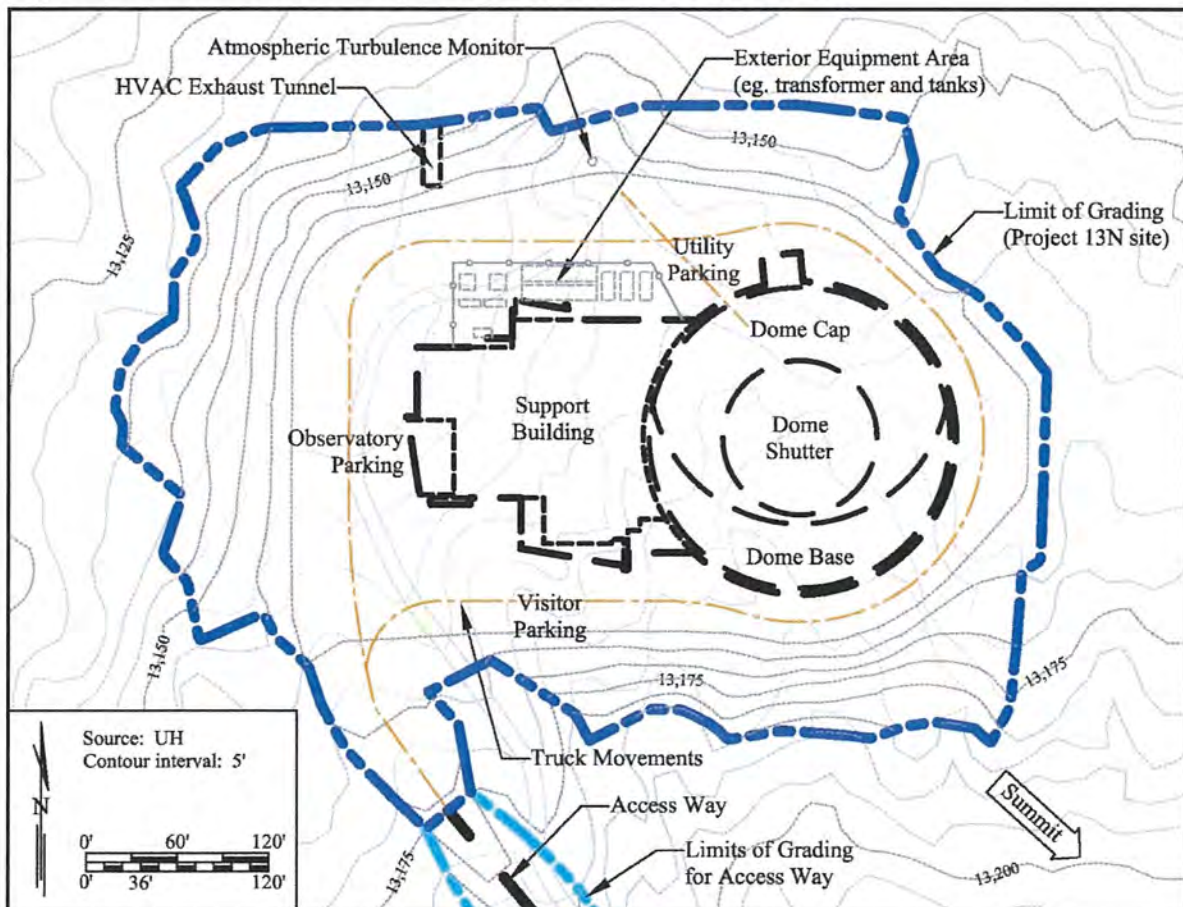 Atmospheric Turbulence Monitor
HVAC Exhaust Tunnel
Exterior Equipment Area
(eg. transformer and tanks)
13,150
13,150
13,125
Limit of Grading
(Project 13N site)
Utility
Parking
Dome Cap
Support
Building
Dome
Shutter
Observatory
Parking
Dome Base
Visitor
Parking
13,150
13,175
13,175
Source: UH
Contour interval: 5'
N
0' 60' 120'
0' 36' 120'
Truck Movements
Access Way
Summit
Limits of Grading
for Access Way
13,175
13,200